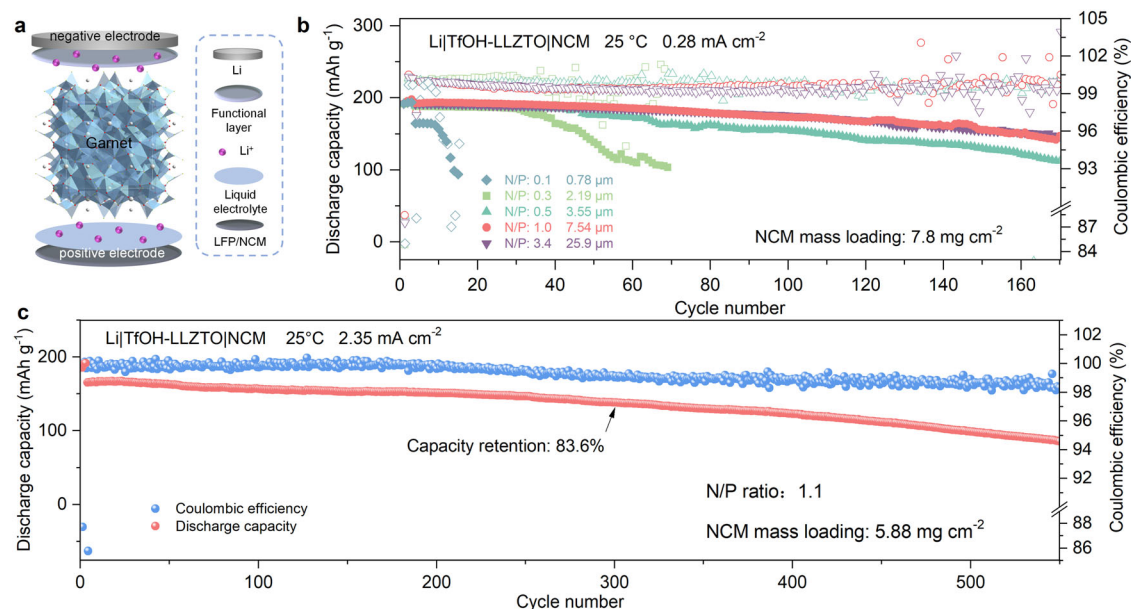 a
negative electrode
Garnet
positive electrode
Li
Functional
layer
Li⁺
Liquid
electrolyte
LFP/NCM
b
Discharge capacity (mAh g⁻¹)
300
200
100
0
Li|TfOH-LLZTO|NCM 25 °C 0.28 mA cm⁻²
N/P: 0.1 0.78 µm
N/P: 0.3 2.19 µm
N/P: 0.5 3.55 µm
N/P: 1.0 7.54 µm
N/P: 3.4 25.9 µm
NCM mass loading: 7.8 mg cm⁻²
105
102
99
96
93
87
84
Coulombic efficiency (%)
0 20 40 60 80 100 120 140 160
Cycle number
c
Discharge capacity (mAh g⁻¹)
200
100
0
Li|TfOH-LLZTO|NCM 25°C 2.35 mA cm⁻²
Capacity retention: 83.6%
Coulombic efficiency
Discharge capacity
N/P ratio：1.1
NCM mass loading: 5.88 mg cm⁻²
102
100
98
96
94
92
88
86
Coulombic efficiency (%)
0 100 200 300 400 500
Cycle number